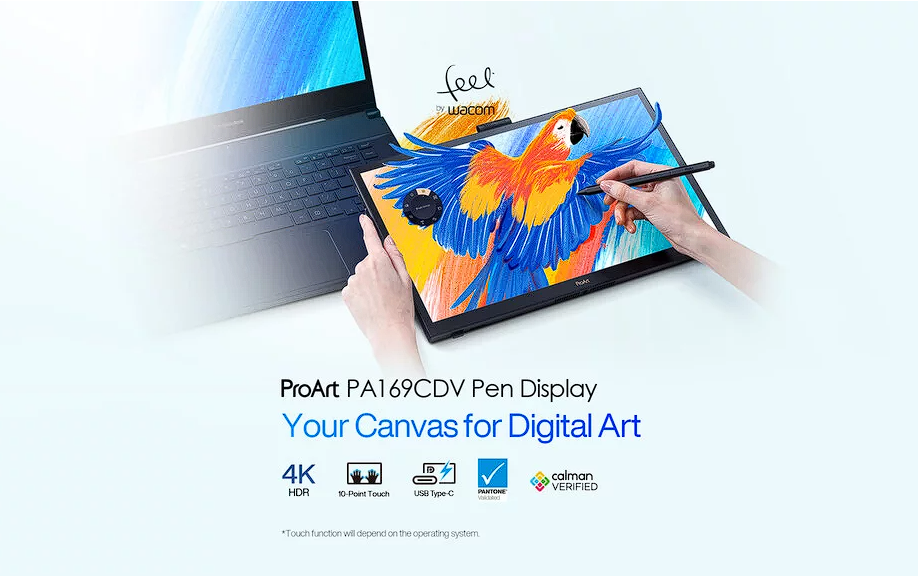 feel
BY wacom
ProArt
ProArt PA169CDV Pen Display
Your Canvas for Digital Art
4K
HDR
10-Point Touch
USB Type-C
PANTONE®
Validated
calman
VERIFIED
*Touch function will depend on the operating system.